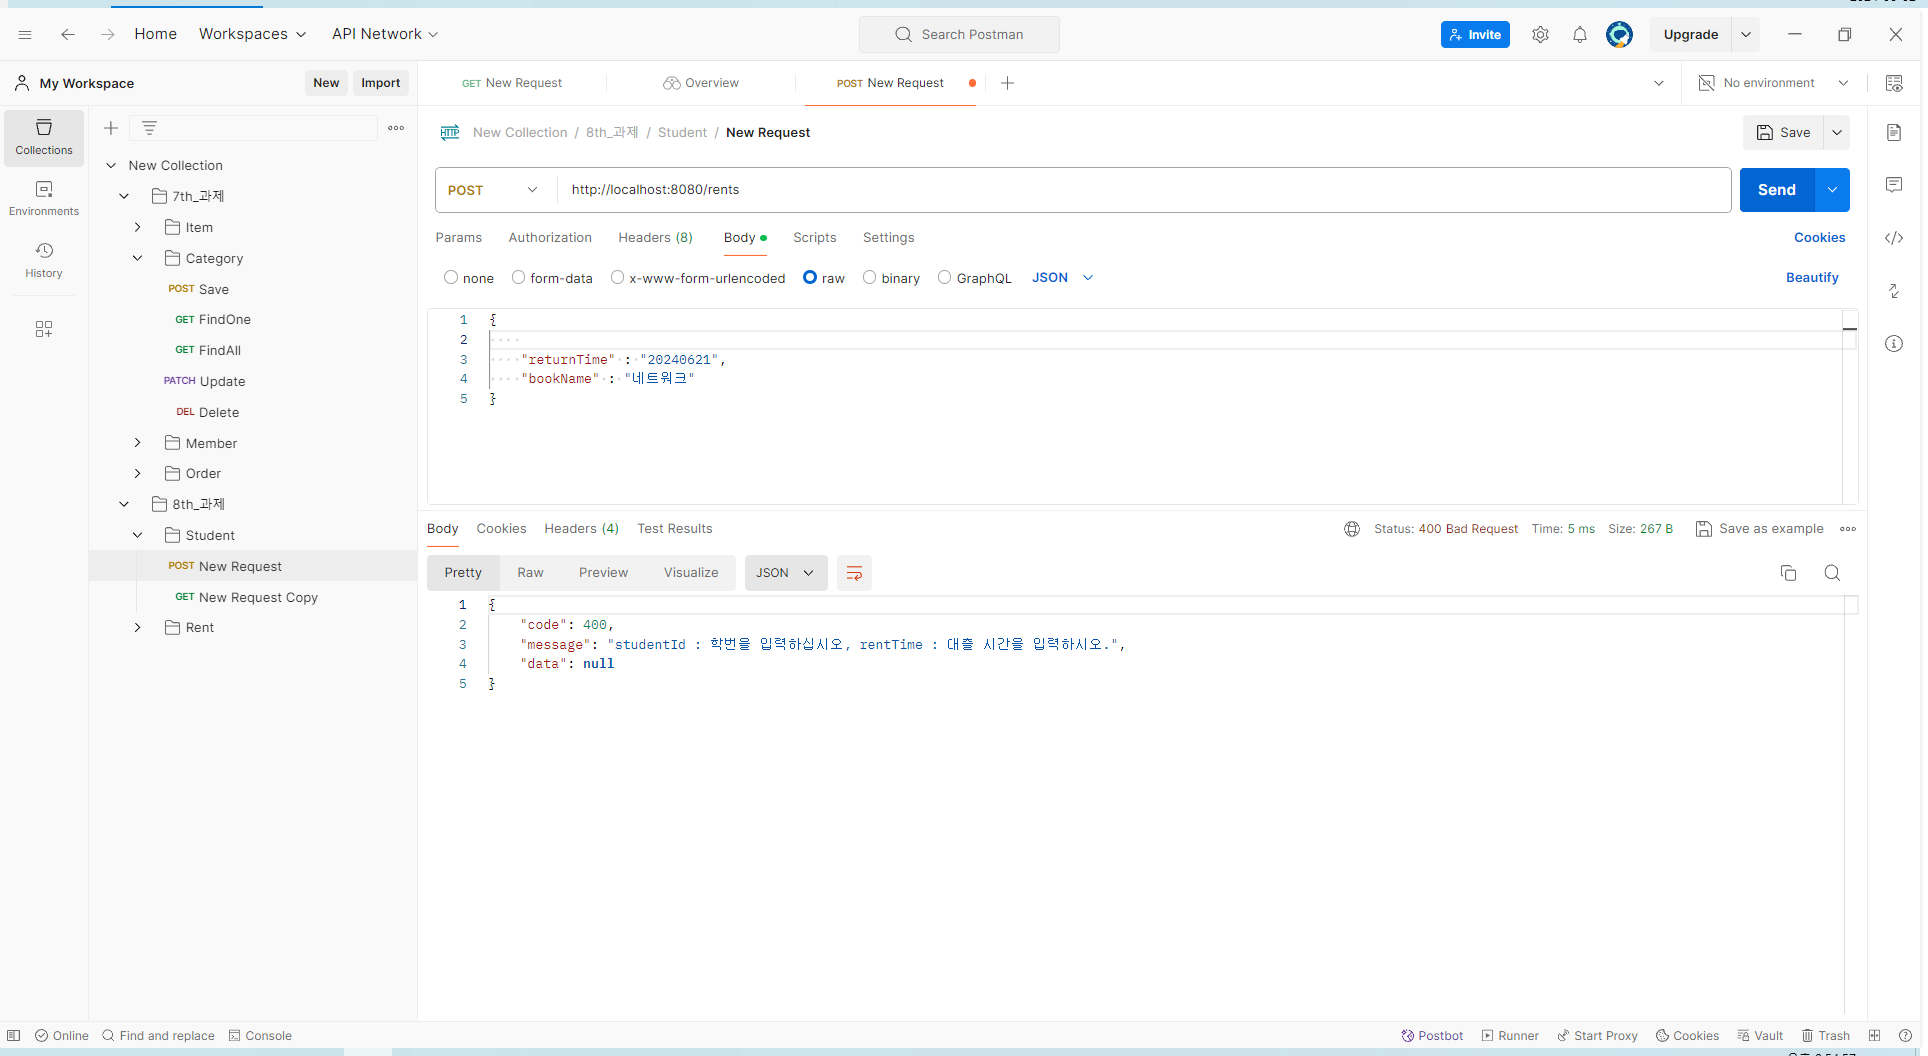 Home Workspaces API Network Search Postman Invite Upgrade
My Workspace New Import GET New Request Overview POST New Request No environment
Collections
Environments
History
New Collection
7th_과제
Item
Category
POST Save
GET FindOne
GET FindAll
PATCH Update
DEL Delete
Member
Order
8th_과제
Student
POST New Request
GET New Request Copy
Rent
HTTP New Collection / 8th_과제 / Student / New Request Save
POST http://localhost:8080/rents Send
Params Authorization Headers (8) Body Scripts Settings Cookies
none form-data x-www-form-urlencoded raw binary GraphQL JSON Beautify
1 {
2
3 "returnTime" : "20240621",
4 "bookName" : "네트워크"
5 }
Body Cookies Headers (4) Test Results Status: 400 Bad Request Time: 5 ms Size: 267 B Save as example
Pretty Raw Preview Visualize JSON
1 {
2 "code": 400,
3 "message": "studentId : 학번을 입력하십시오, rentTime : 대출 시간을 입력하시오.",
4 "data": null
5 }
Online Find and replace Console Postbot Runner Start Proxy Cookies Vault Trash